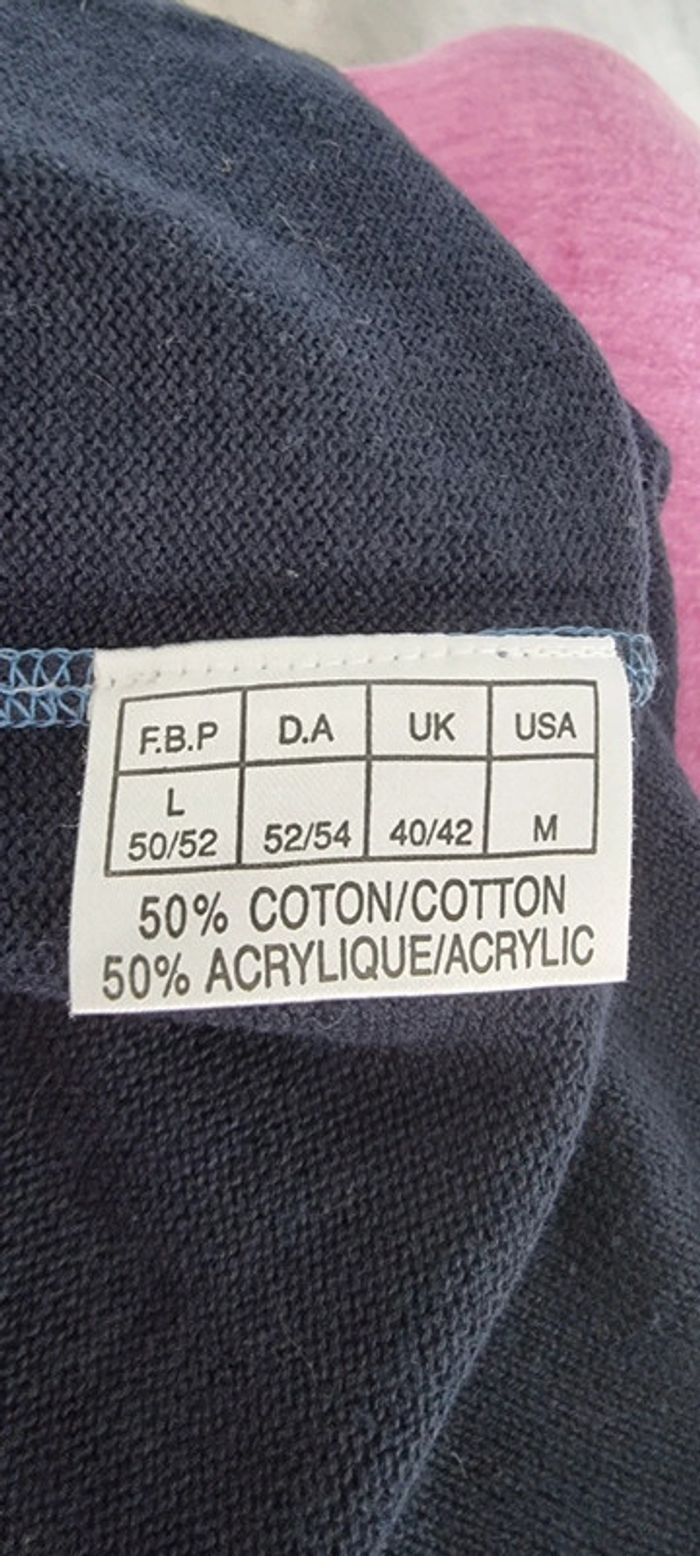 F.B.P D.A UK USA
L
50/52 52/54 40/42 M
50% COTON/COTTON
50% ACRYLIQUE/ACRYLIC